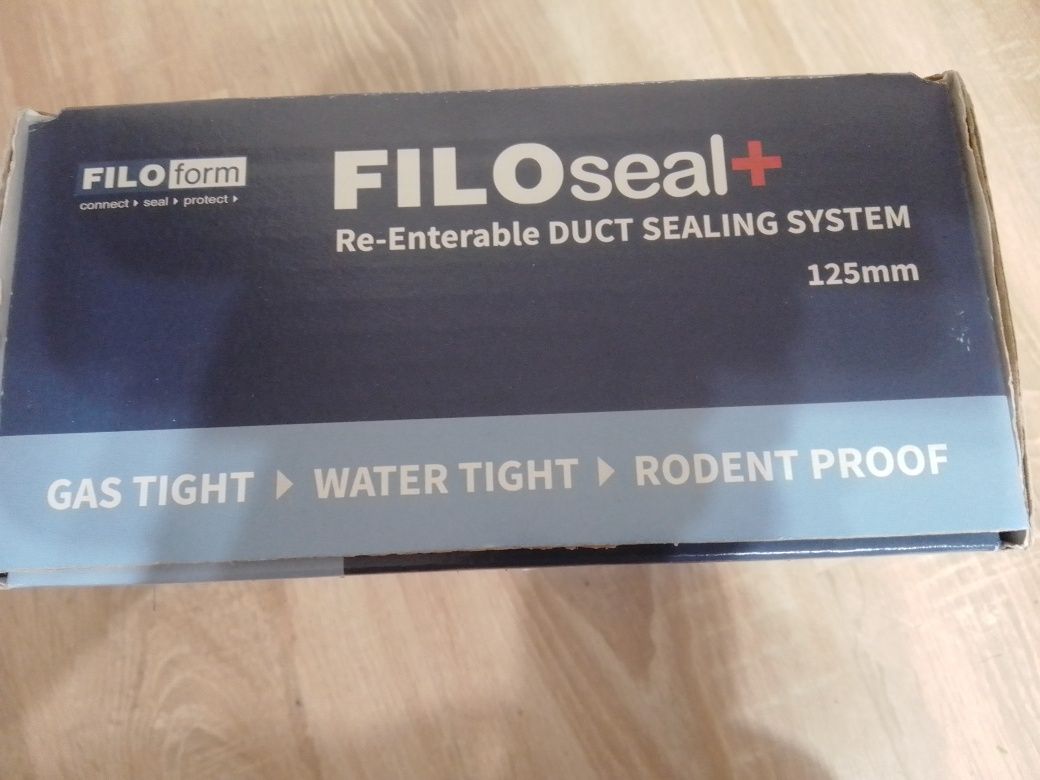 FILOform
connect ▸ seal ▸ protect ▸
FILOseal+
Re-Enterable DUCT SEALING SYSTEM
125mm
GAS TIGHT ▸ WATER TIGHT ▸ RODENT PROOF